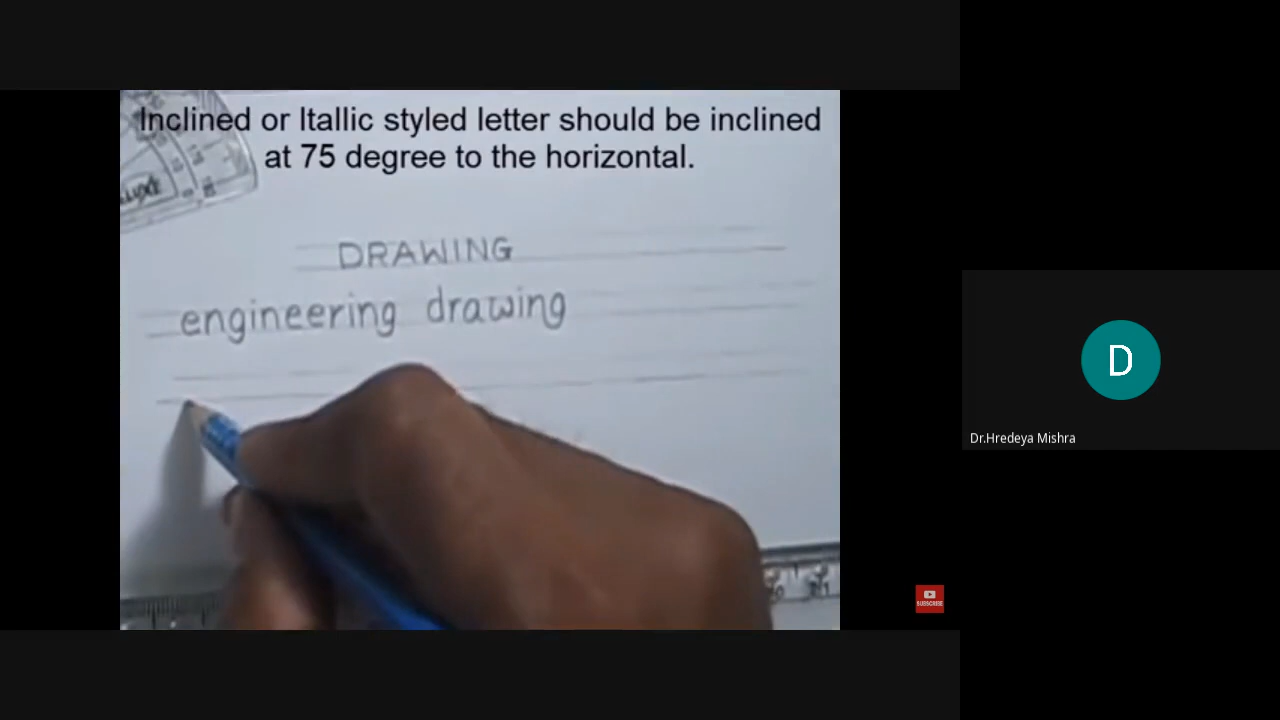 Inclined or Itallic styled letter should be inclined
at 75 degree to the horizontal.
DRAWING
engineering drawing
D
Dr.Hredeya Mishra
SUBSCRIBE